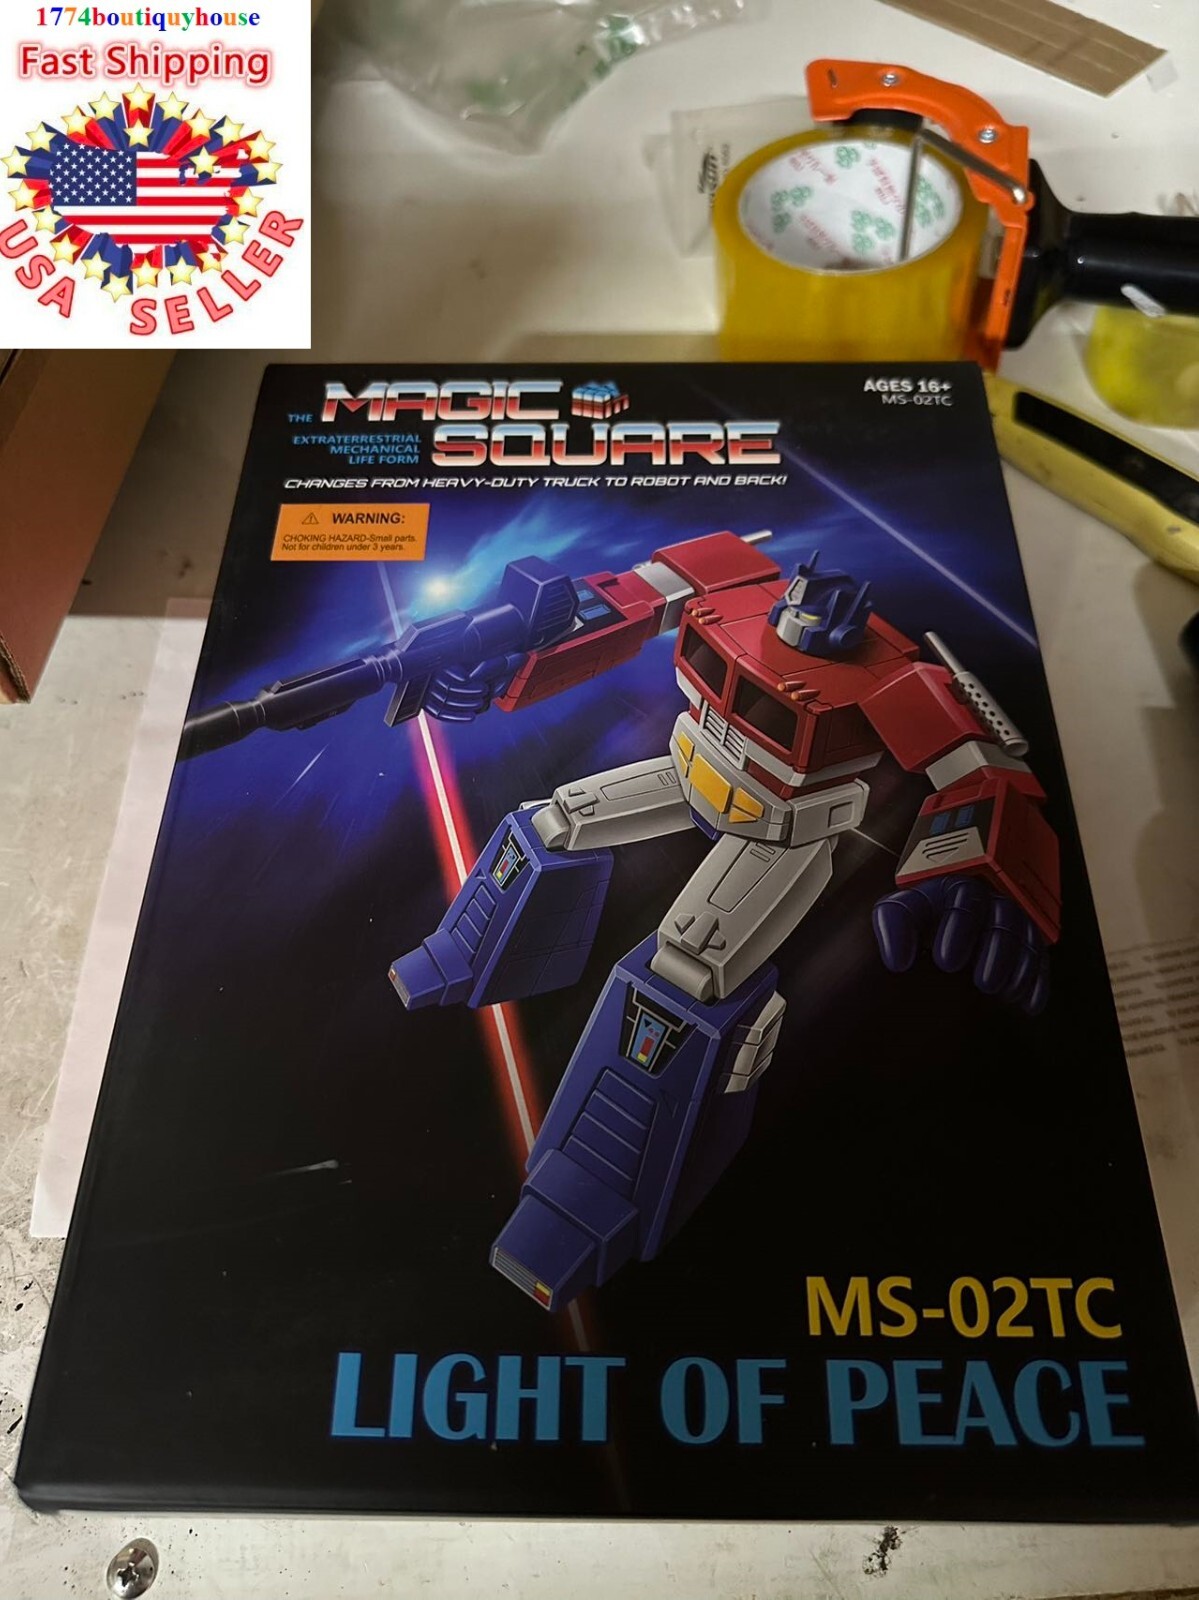 1774boutiquyhouse
Fast Shipping
USA SELLER
THE MAGIC
EXTRATERRESTRIAL
MECHANICAL
LIFE FORM
SQUARE
CHANGES FROM HEAVY-DUTY TRUCK TO ROBOT AND BACK!
AGES 16+
MS-02TC
⚠ WARNING:
CHOKING HAZARD-Small parts.
Not for children under 3 years.
MS-02TC
LIGHT OF PEACE